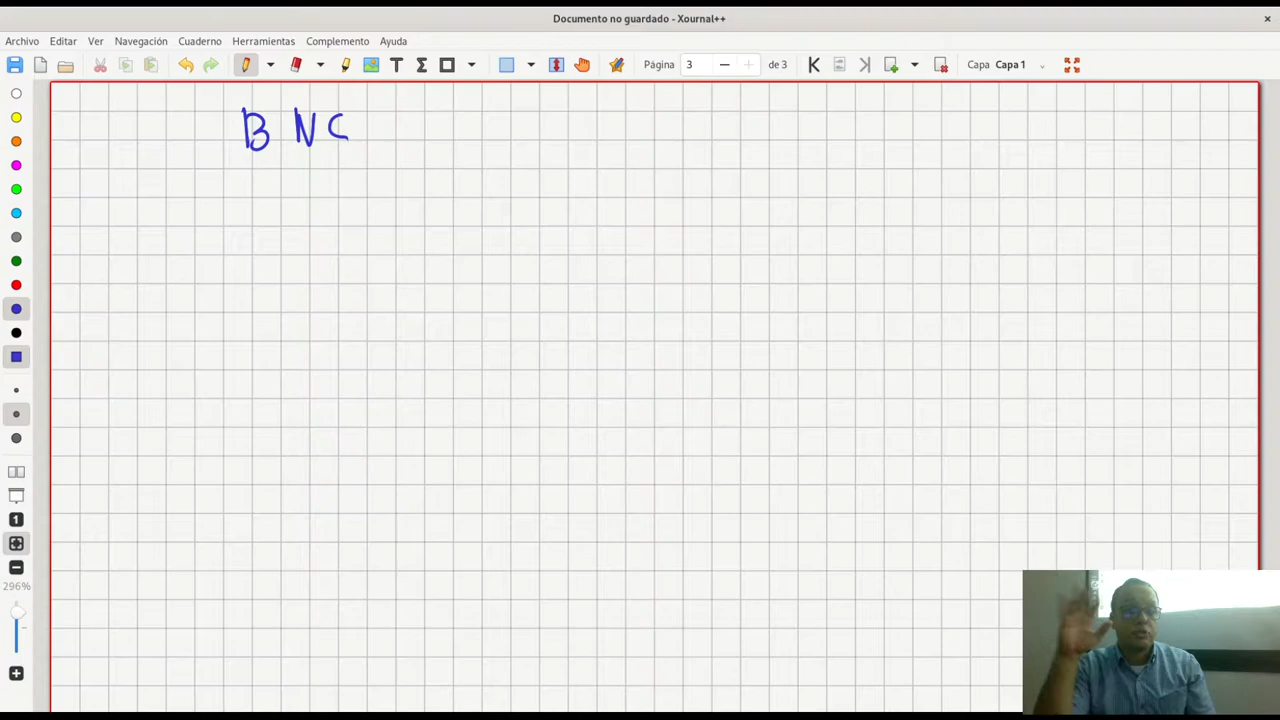 Documento no guardado - Xournal++ ×
Archivo Editar Ver Navegación Cuaderno Herramientas Complemento Ayuda
Página 3 de 3 Capa Capa 1
B N C
1
296%